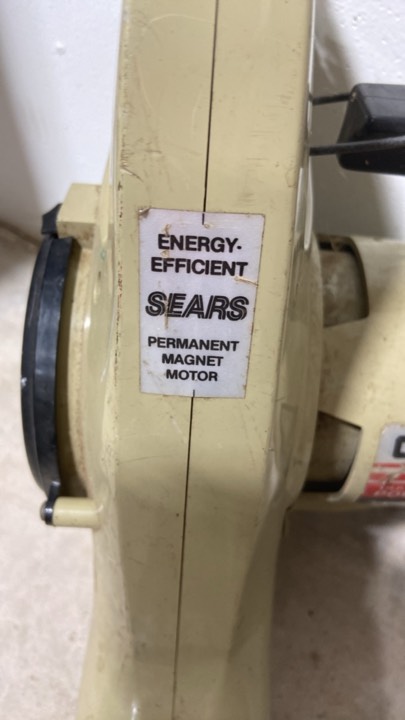 ENERGY-
EFFICIENT
SEARS
PERMANENT
MAGNET
MOTOR